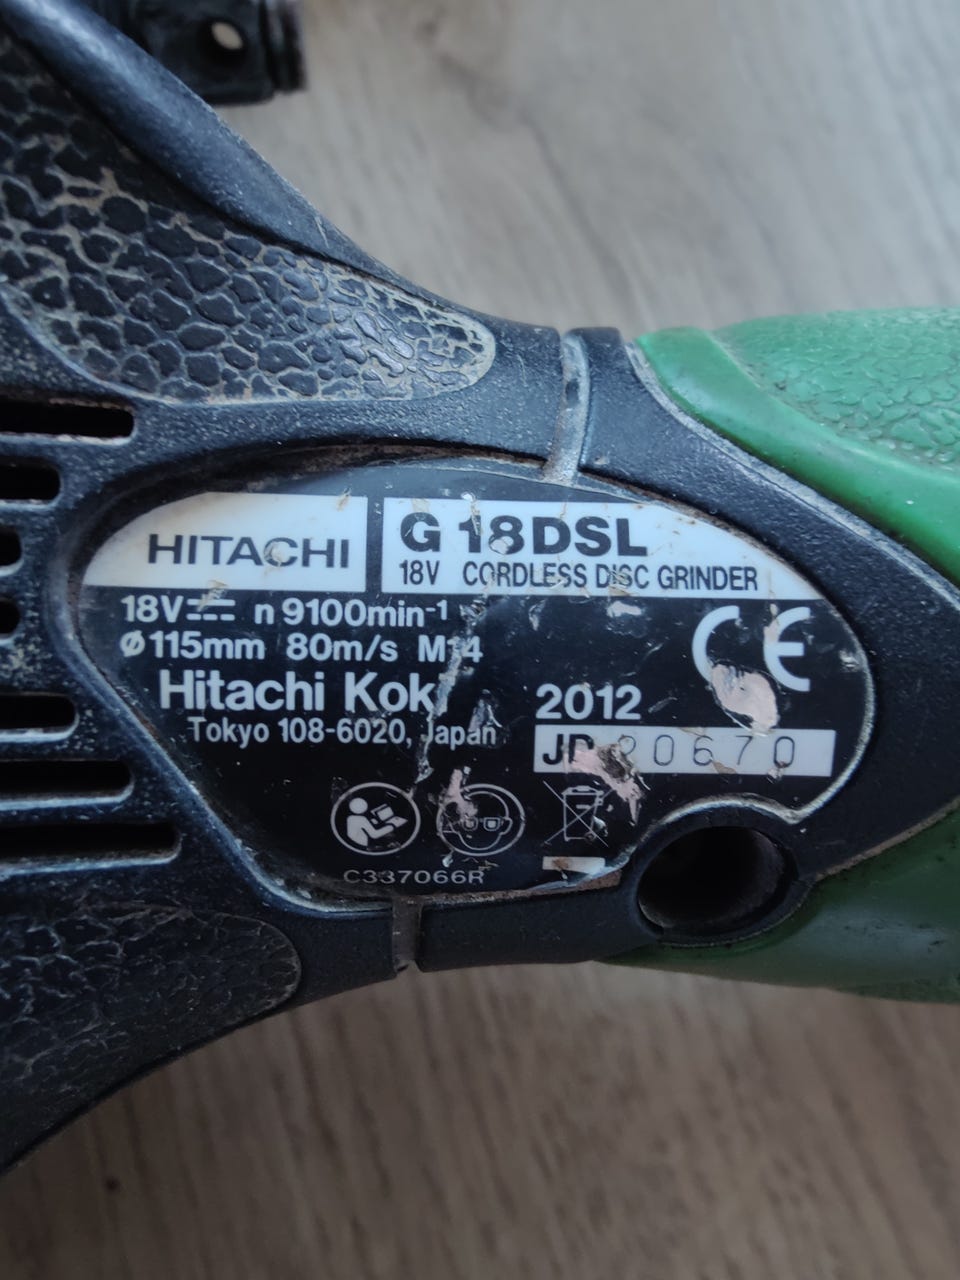 HITACHI
G 18DSL
18V CORDLESS DISC GRINDER
18V n 9100min-1
Ø115mm 80m/s M14
CE
Hitachi Kok
2012
Tokyo 108-6020, Japan
20670
C337066R